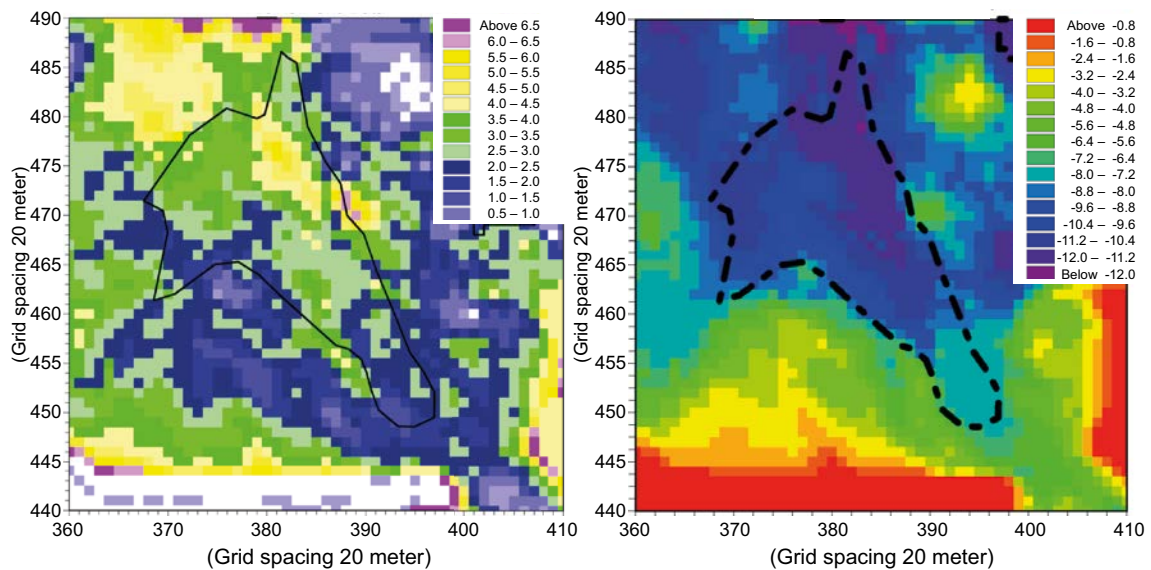 490
485
480
475
470
465
460
455
450
445
440
360
370
380
390
400
410
(Grid spacing 20 meter)
(Grid spacing 20 meter)
Above 6.5
6.0 – 6.5
5.5 – 6.0
5.0 – 5.5
4.5 – 5.0
4.0 – 4.5
3.5 – 4.0
3.0 – 3.5
2.5 – 3.0
2.0 – 2.5
1.5 – 2.0
1.0 – 1.5
0.5 – 1.0
490
485
480
475
470
465
460
455
450
445
440
360
370
380
390
400
410
(Grid spacing 20 meter)
(Grid spacing 20 meter)
Above -0.8
-1.6 – -0.8
-2.4 – -1.6
-3.2 – -2.4
-4.0 – -3.2
-4.8 – -4.0
-5.6 – -4.8
-6.4 – -5.6
-7.2 – -6.4
-8.0 – -7.2
-8.8 – -8.0
-9.6 – -8.8
-10.4 – -9.6
-11.2 – -10.4
-12.0 – -11.2
Below -12.0